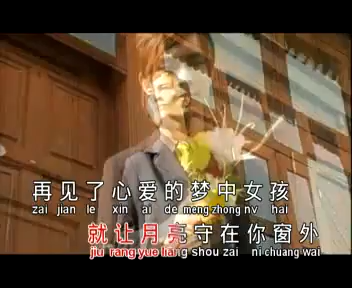 再见了心爱的梦中女孩
zai jian le xin ai de meng zhong nv hai
就让月亮守在你窗外
jiu rang yue liang shou zai ni chuang wai